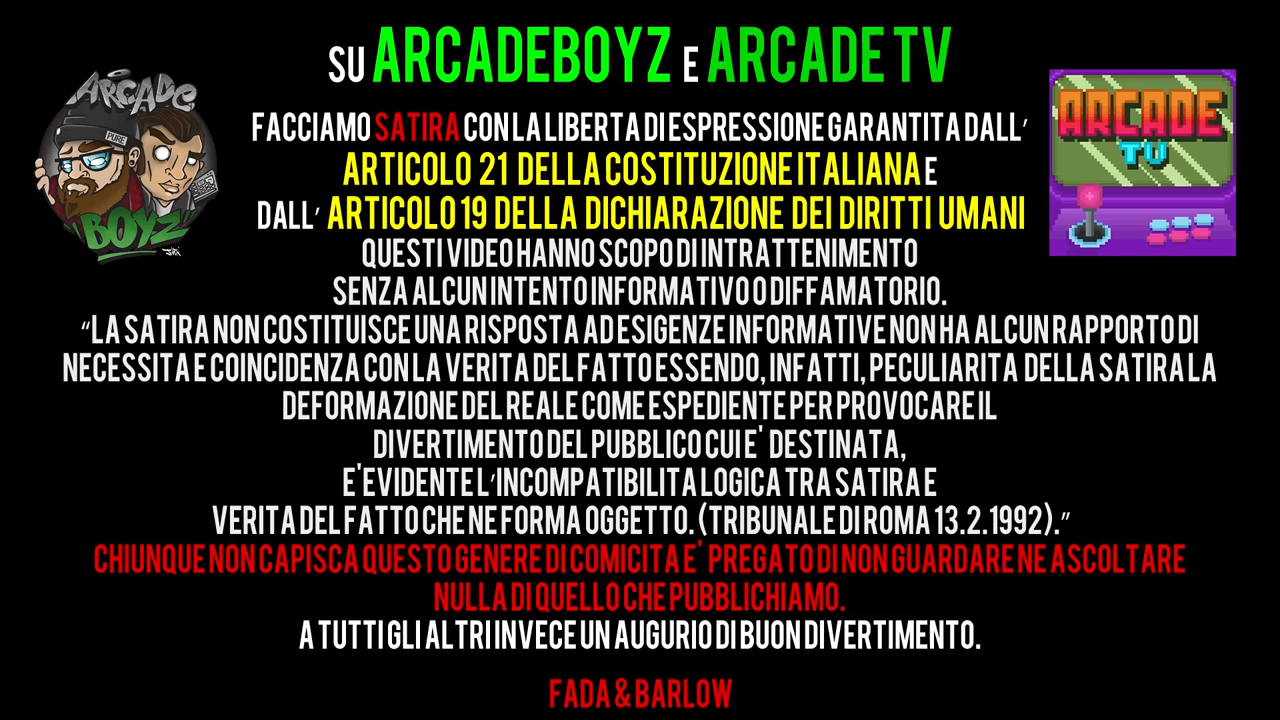 SU ARCADEBOYZ E ARCADE TV
FACCIAMO SATIRA CON LA LIBERTA DI ESPRESSIONE GARANTITA DALL'
ARTICOLO 21 DELLA COSTITUZIONE ITALIANA E
DALL' ARTICOLO 19 DELLA DICHIARAZIONE DEI DIRITTI UMANI
QUESTI VIDEO HANNO SCOPO DI INTRATTENIMENTO
SENZA ALCUN INTENTO INFORMATIVO O DIFFAMATORIO.
"LA SATIRA NON COSTITUISCE UNA RISPOSTA AD ESIGENZE INFORMATIVE NON HA ALCUN RAPPORTO DI
NECESSITA E COINCIDENZA CON LA VERITA DEL FATTO ESSENDO, INFATTI, PECULIARITA DELLA SATIRA LA
DEFORMAZIONE DEL REALE COME ESPEDIENTE PER PROVOCARE IL
DIVERTIMENTO DEL PUBBLICO CUI E' DESTINATA,
E' EVIDENTE L'INCOMPATIBILITA LOGICA TRA SATIRA E
VERITA DEL FATTO CHE NE FORMA OGGETTO. (TRIBUNALE DI ROMA 13.2.1992)."
CHIUNQUE NON CAPISCA QUESTO GENERE DI COMICITA E' PREGATO DI NON GUARDARE NE ASCOLTARE
NULLA DI QUELLO CHE PUBBLICHIAMO.
A TUTTI GLI ALTRI INVECE UN AUGURIO DI BUON DIVERTIMENTO.
FADA & BARLOW
ARCADE
PURE
BOYZ
ARCADE
TV